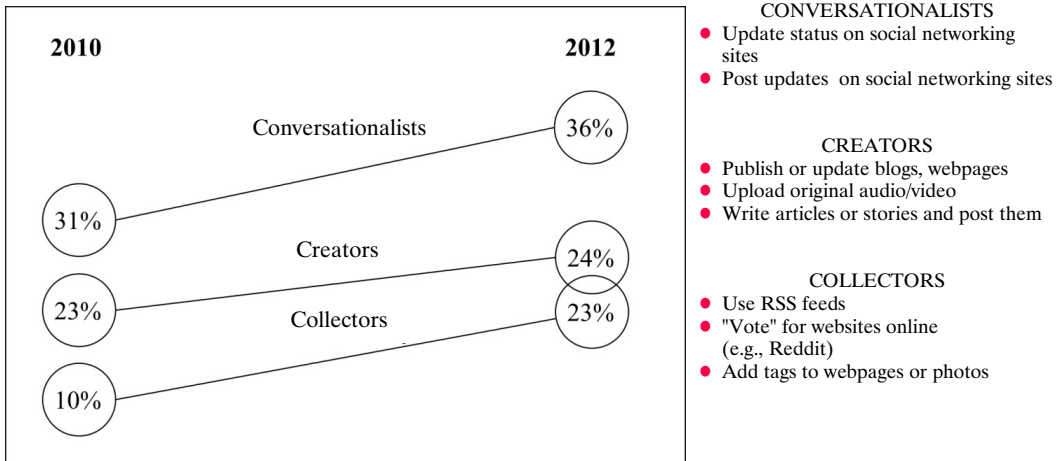 2010
2012
Conversationalists
36%
31%
Creators
24%
23%
Collectors
23%
10%
CONVERSATIONALISTS
Update status on social networking
sites
Post updates on social networking sites
CREATORS
Publish or update blogs, webpages
Upload original audio/video
Write articles or stories and post them
COLLECTORS
Use RSS feeds
"Vote" for websites online
(e.g., Reddit)
Add tags to webpages or photos